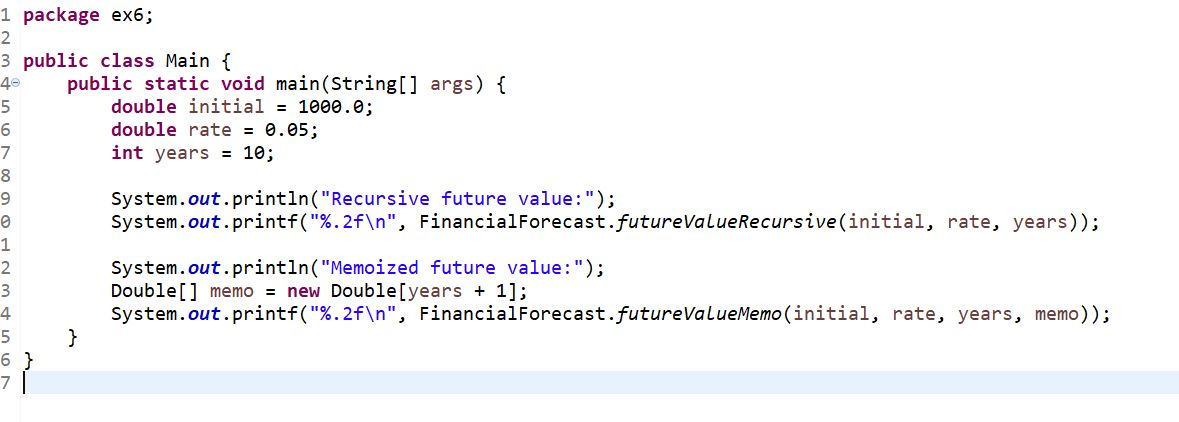 1 package ex6;
2
3 public class Main {
4     public static void main(String[] args) {
5         double initial = 1000.0;
6         double rate = 0.05;
7         int years = 10;
8
9         System.out.println("Recursive future value:");
0         System.out.printf("%.2f\n", FinancialForecast.futureValueRecursive(initial, rate, years));
1
2         System.out.println("Memoized future value:");
3         Double[] memo = new Double[years + 1];
4         System.out.printf("%.2f\n", FinancialForecast.futureValueMemo(initial, rate, years, memo));
5     }
6 }
7